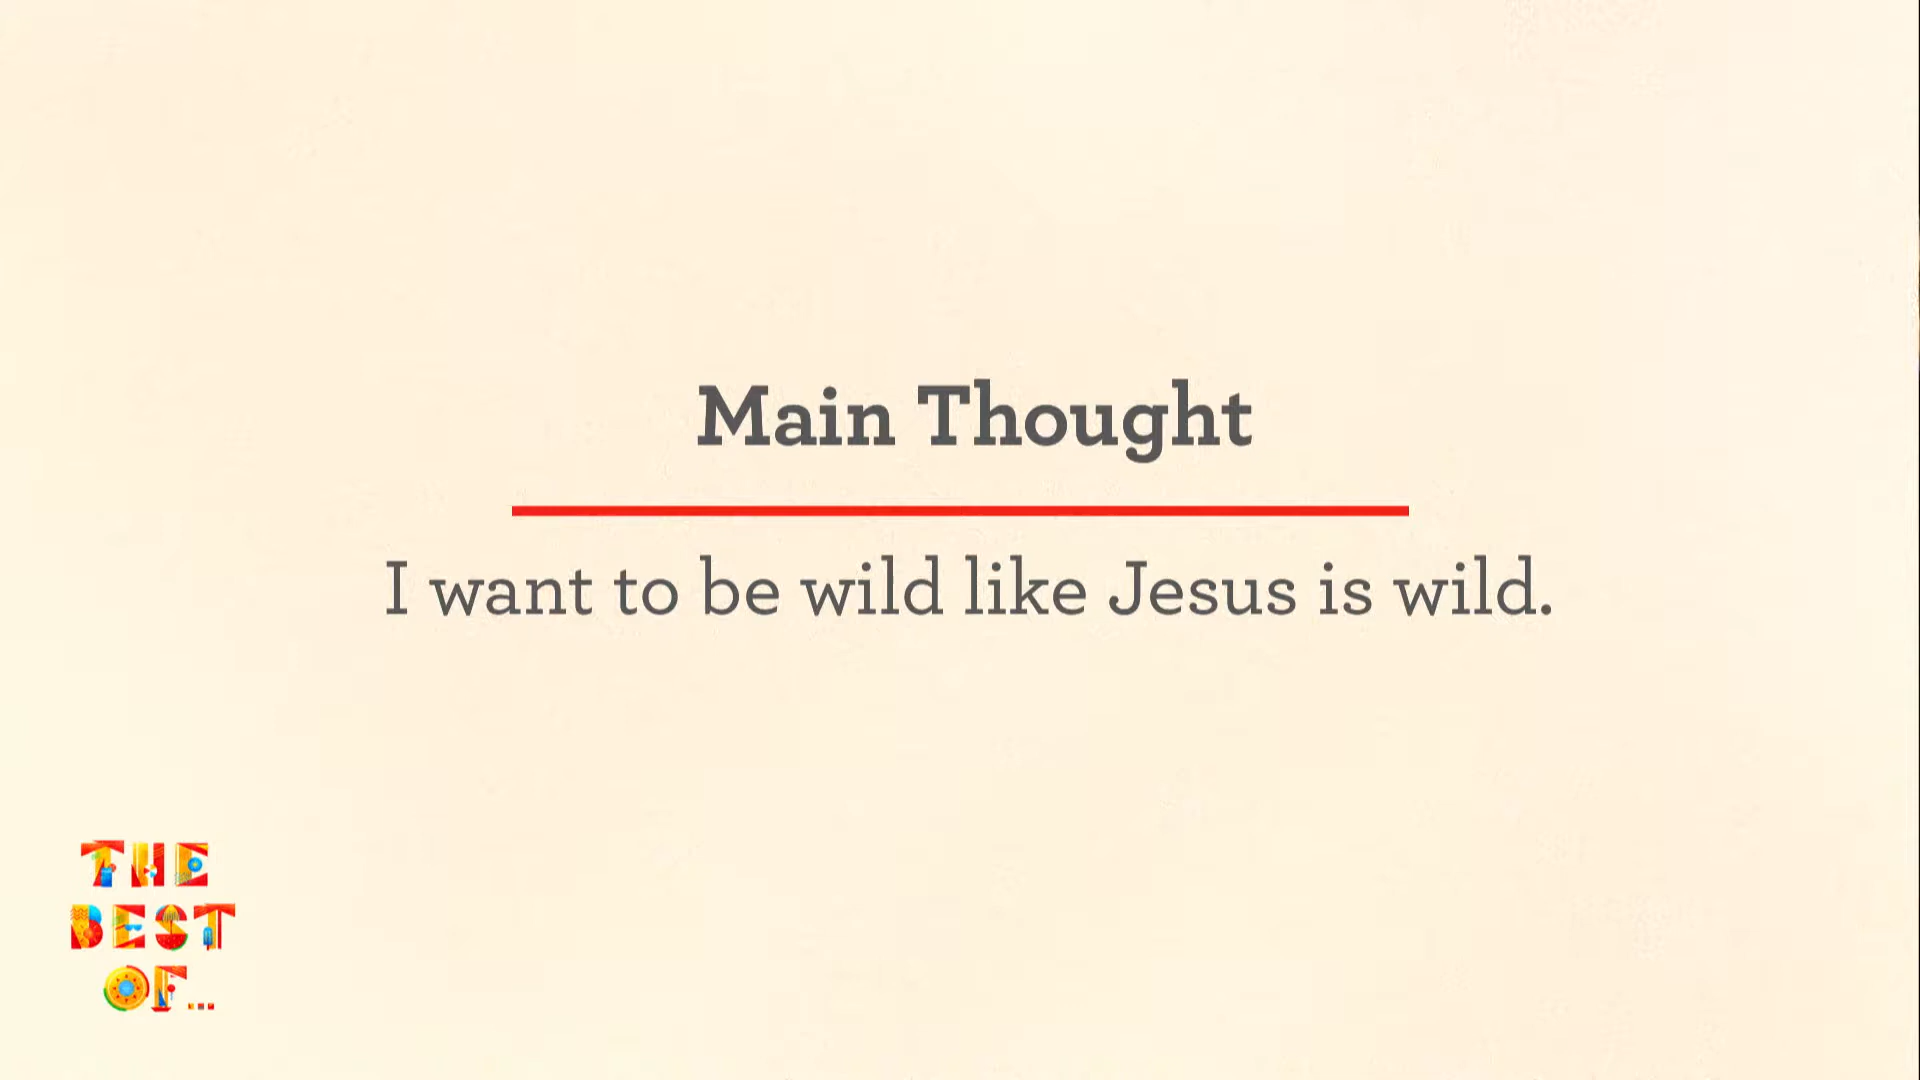 Main Thought
I want to be wild like Jesus is wild.
THE
BEST
OF...